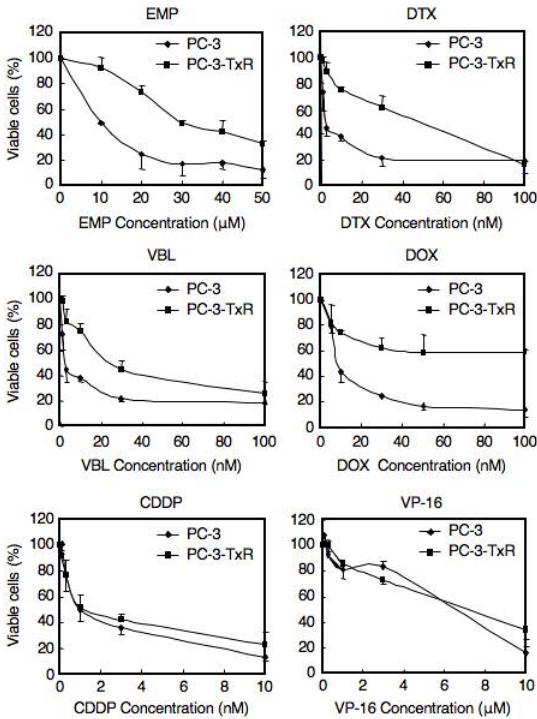 EMP
120
100
80
60
40
20
0
PC-3
PC-3-TxR
Viable cells (%)
0 10 20 30 40 50
EMP Concentration (µM)
DTX
120
100
80
60
40
20
0
PC-3
PC-3-TxR
0 20 40 60 80 100
DTX Concentration (nM)
VBL
120
100
80
60
40
20
0
PC-3
PC-3-TxR
Viable cells (%)
0 20 40 60 80 100
VBL Concentration (nM)
DOX
120
100
80
60
40
20
0
PC-3
PC-3-TxR
0 20 40 60 80 100
DOX Concentration (nM)
CDDP
120
100
80
60
40
20
0
PC-3
PC-3-TxR
Viable cells (%)
0 2 4 6 8 10
CDDP Concentration (nM)
VP-16
120
100
80
60
40
20
0
PC-3
PC-3-TxR
0 2 4 6 8 10
VP-16 Concentration (µM)